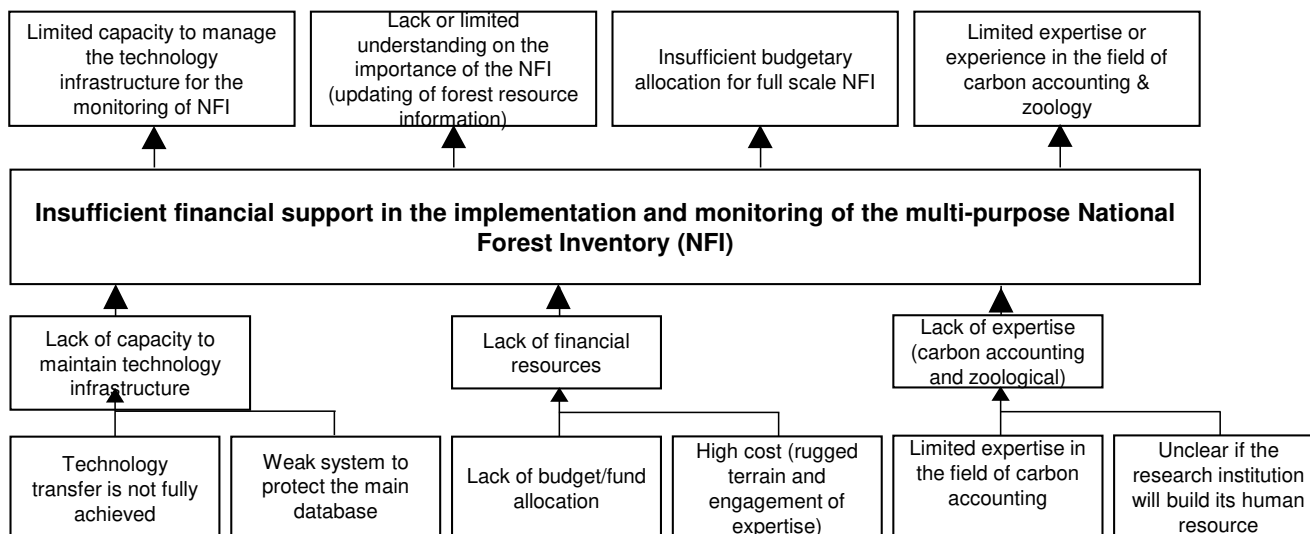 Limited capacity to manage
the technology
infrastructure for the
monitoring of NFI
Lack or limited
understanding on the
importance of the NFI
(updating of forest resource
information)
Insufficient budgetary
allocation for full scale NFI
Limited expertise or
experience in the field of
carbon accounting &
zoology
Insufficient financial support in the implementation and monitoring of the multi-purpose National
Forest Inventory (NFI)
Lack of capacity to
maintain technology
infrastructure
Lack of financial
resources
Lack of expertise
(carbon accounting
and zoological)
Technology
transfer is not fully
achieved
Weak system to
protect the main
database
Lack of budget/fund
allocation
High cost (rugged
terrain and
engagement of
expertise)
Limited expertise in
the field of carbon
accounting
Unclear if the
research institution
will build its human
resource